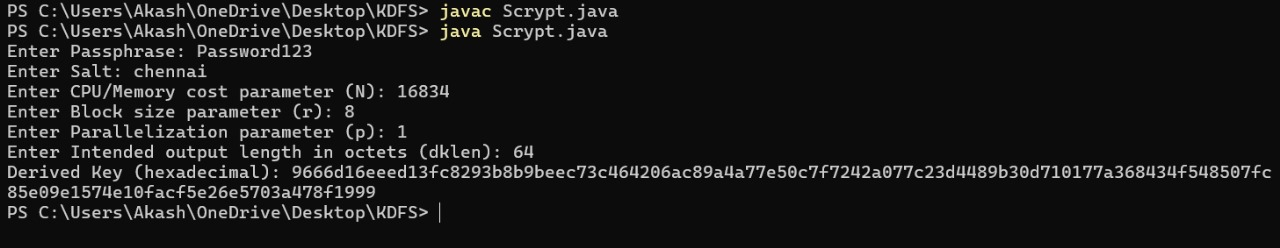 PS C:\Users\Akash\OneDrive\Desktop\KDFS> javac Scrypt.java
PS C:\Users\Akash\OneDrive\Desktop\KDFS> java Scrypt.java
Enter Passphrase: Password123
Enter Salt: chennai
Enter CPU/Memory cost parameter (N): 16834
Enter Block size parameter (r): 8
Enter Parallelization parameter (p): 1
Enter Intended output length in octets (dklen): 64
Derived Key (hexadecimal): 9666d16eeed13fc8293b8b9beec73c464206ac89a4a77e50c7f7242a077c23d4489b30d710177a368434f548507fc
85e09e1574e10facf5e26e5703a478f1999
PS C:\Users\Akash\OneDrive\Desktop\KDFS>